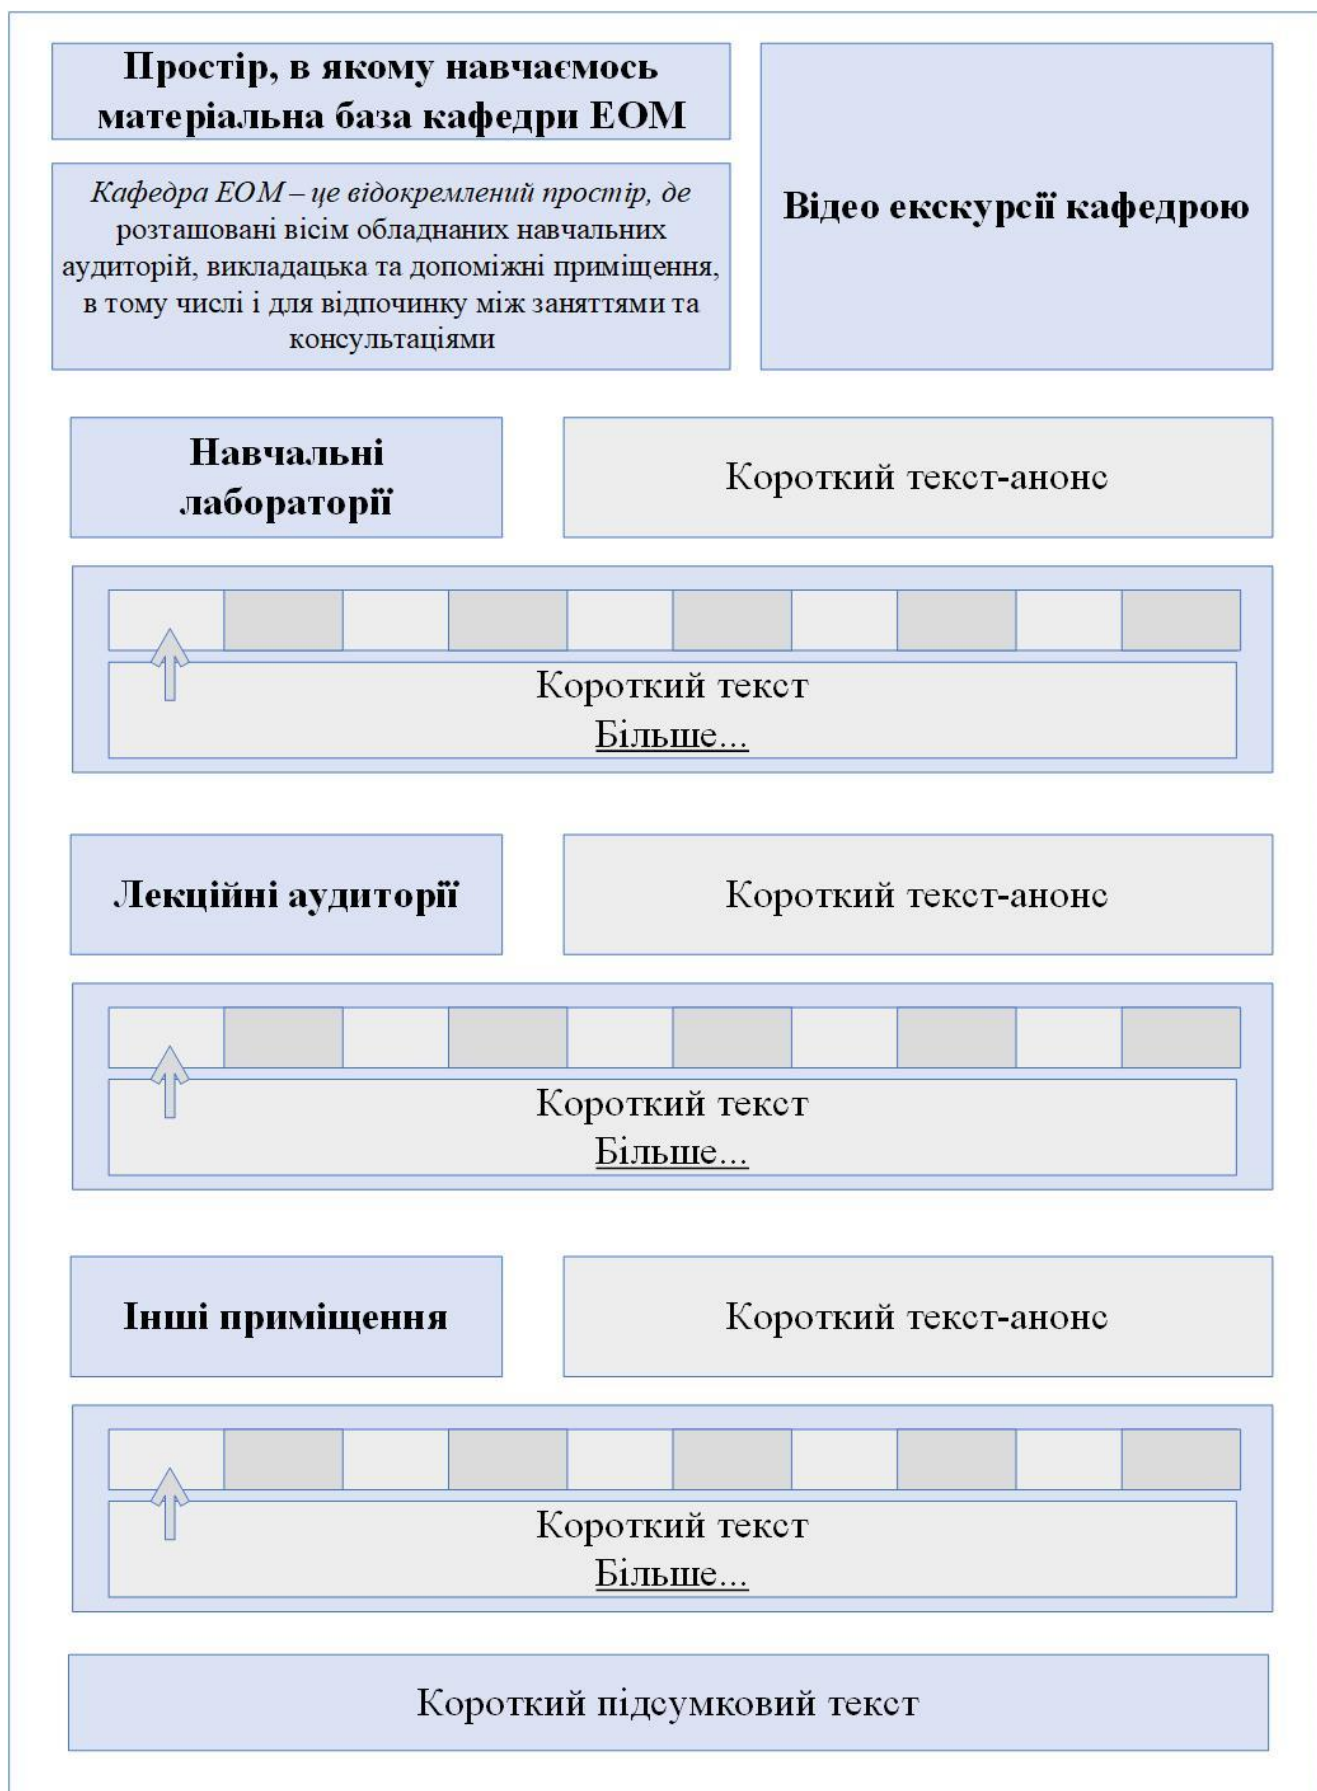 Простір, в якому навчаємось
матеріальна база кафедри ЕОМ
Кафедра ЕОМ – це відокремлений простір, де
розташовані вісім обладнаних навчальних
аудиторій, викладацька та допоміжні приміщення,
в тому числі і для відпочинку між заняттями та
консультаціями
Відео екскурсії кафедрою
Навчальні
лабораторії
Короткий текст-анонс
Короткий текст
Більше...
Лекційні аудиторії
Короткий текст-анонс
Короткий текст
Більше...
Інші приміщення
Короткий текст-анонс
Короткий текст
Більше...
Короткий підсумковий текст